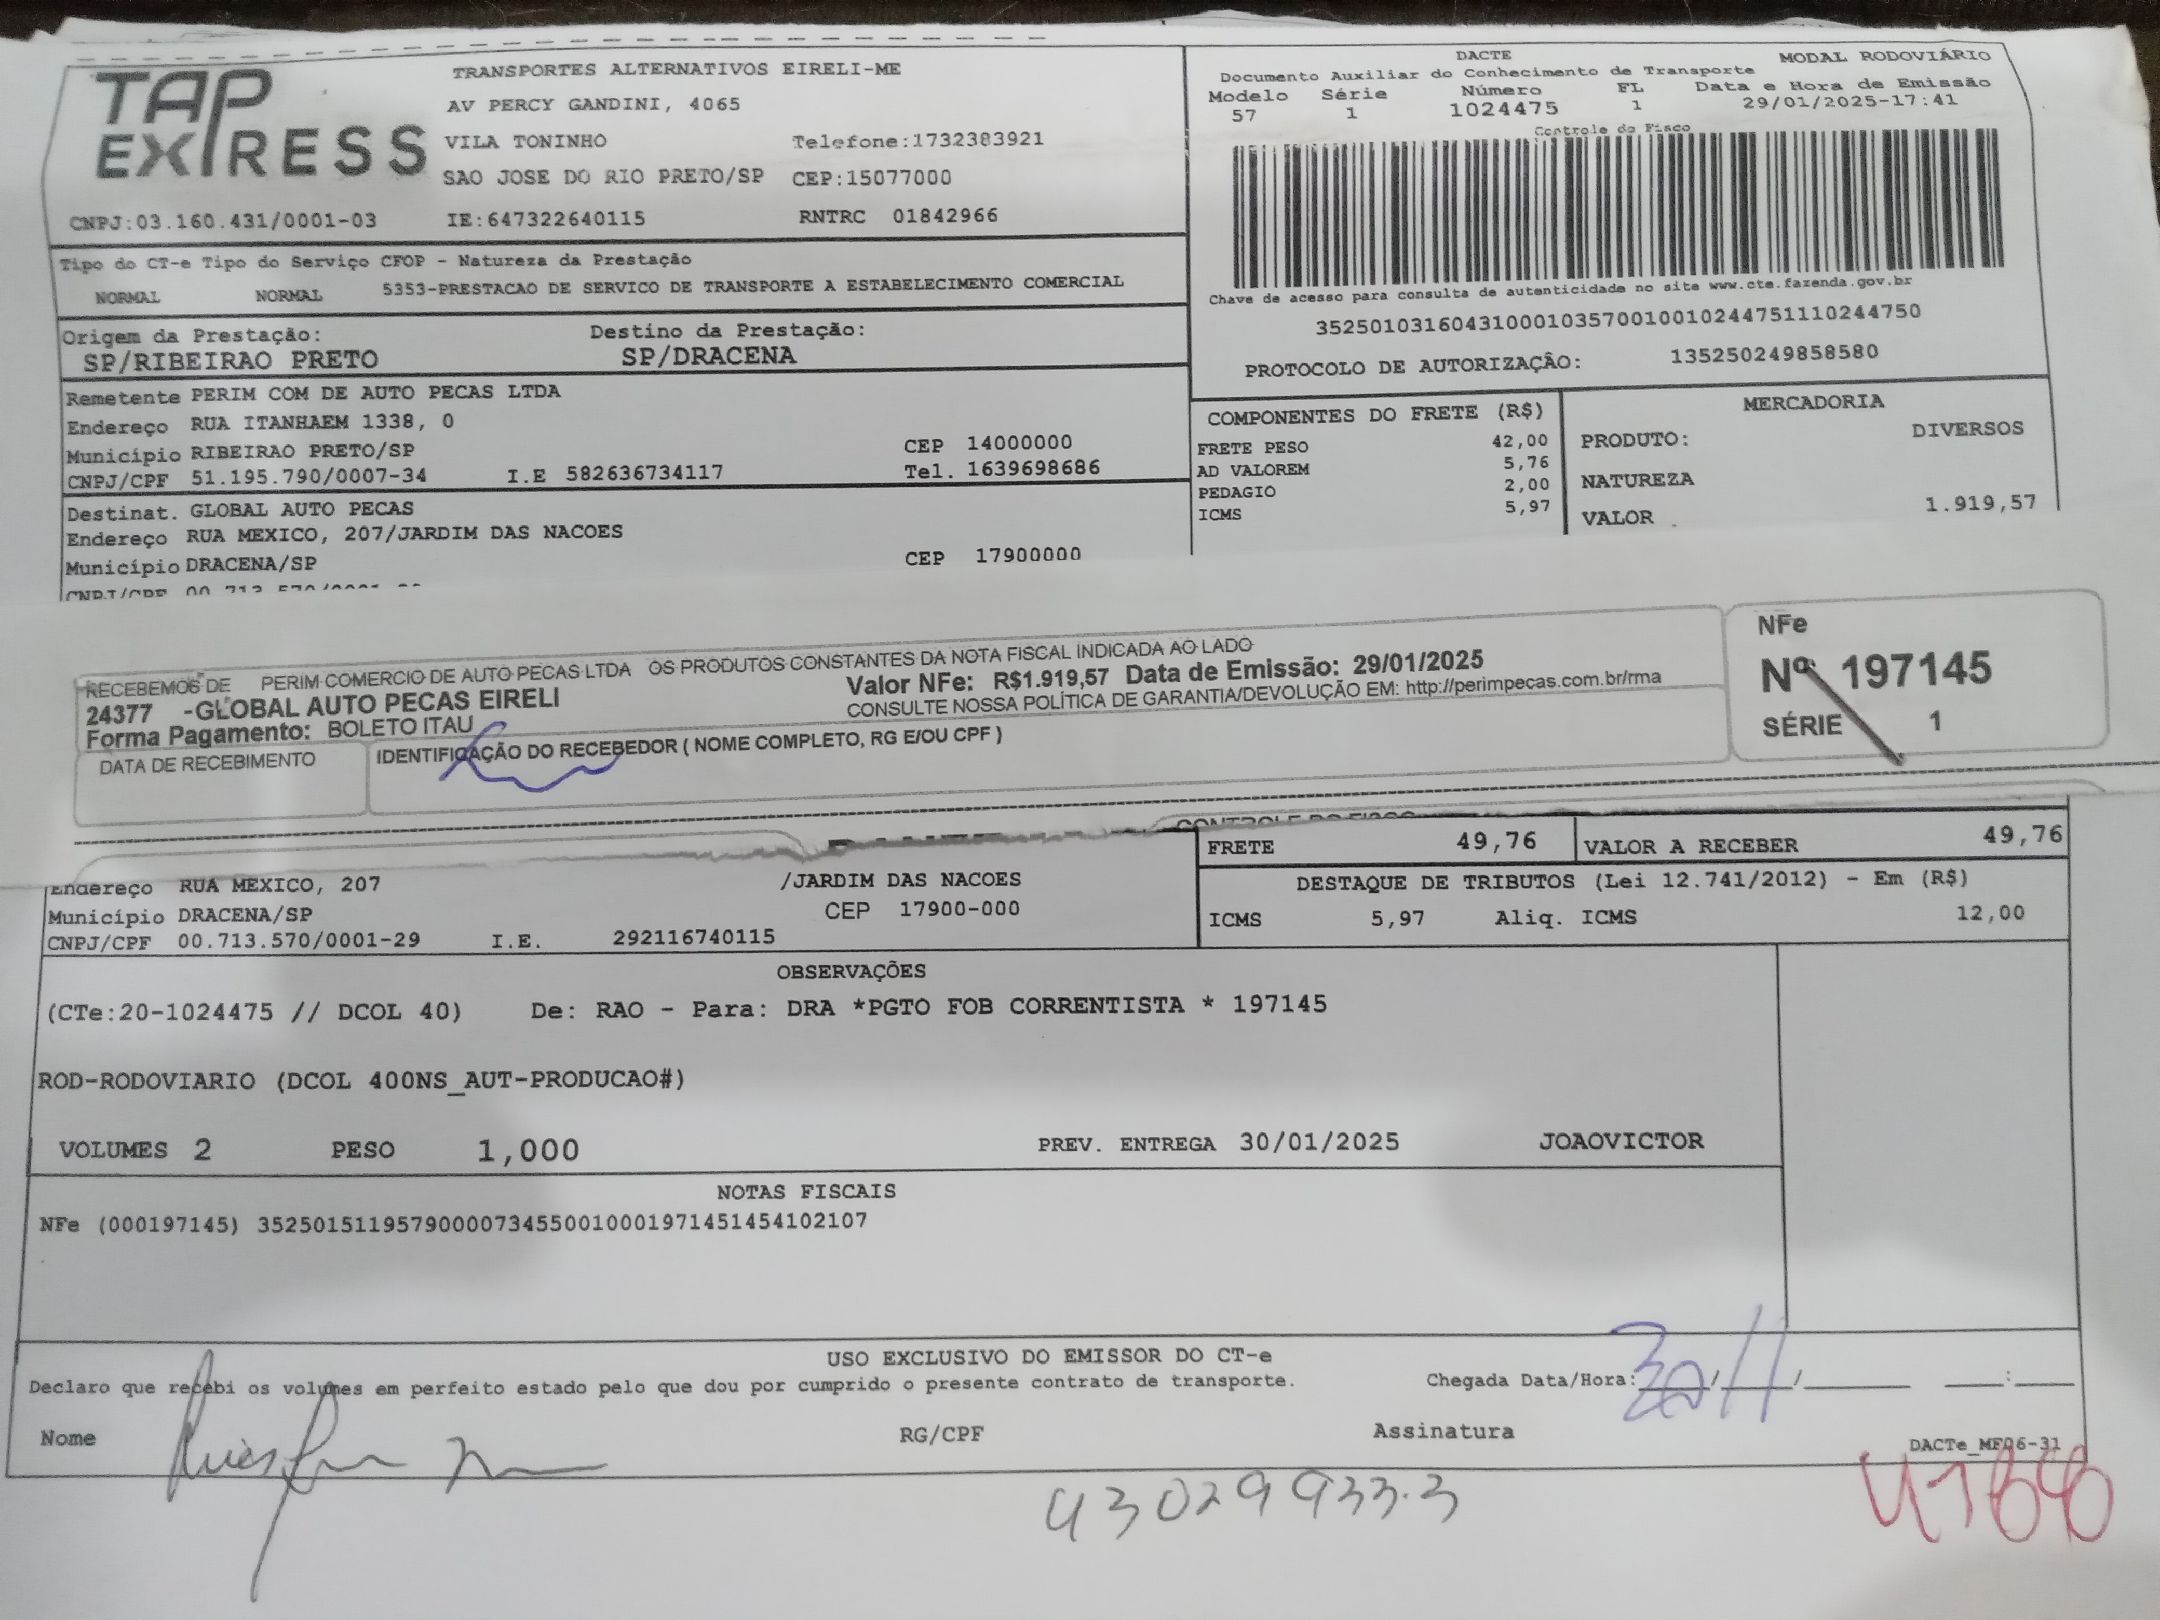 TAP EXPRESS
TRANSPORTES ALTERNATIVOS EIRELI-ME
AV PERCY GANDINI, 4065
VILA TONINHO Telefone:1732383921
SAO JOSE DO RIO PRETO/SP CEP:15077000
CNPJ:03.160.431/0001-03 IE:647322640115 RNTRC 01842966
DACTE MODAL RODOVIÁRIO
Documento Auxiliar do Conhecimento de Transporte
Modelo Série Número FL Data e Hora de Emissão
57 1 1024475 1 29/01/2025-17:41
Controle do Fisco
Chave de acesso para consulta de autenticidade no site www.cte.fazenda.gov.br
35250103160431000103570010010244751110244750
PROTOCOLO DE AUTORIZAÇÃO: 135250249858580
Tipo do CT-e Tipo do Serviço CFOP - Natureza da Prestação
NORMAL NORMAL 5353-PRESTACAO DE SERVICO DE TRANSPORTE A ESTABELECIMENTO COMERCIAL
Origem da Prestação: Destino da Prestação:
SP/RIBEIRAO PRETO SP/DRACENA
Remetente PERIM COM DE AUTO PECAS LTDA
Endereço RUA ITANHAEM 1338, 0
Município RIBEIRAO PRETO/SP CEP 14000000
CNPJ/CPF 51.195.790/0007-34 I.E 582636734117 Tel. 1639698686
Destinat. GLOBAL AUTO PECAS
Endereço RUA MEXICO, 207/JARDIM DAS NACOES
Município DRACENA/SP CEP 17900000
CNPJ/CPF 00.713.570/0001-
COMPONENTES DO FRETE (R$)
FRETE PESO 42,00
AD VALOREM 5,76
PEDAGIO 2,00
ICMS 5,97
MERCADORIA
PRODUTO: DIVERSOS
NATUREZA
VALOR 1.919,57
RECEBEMOS DE PERIM COMERCIO DE AUTO PECAS LTDA OS PRODUTOS CONSTANTES DA NOTA FISCAL INDICADA AO LADO
24377 -GLOBAL AUTO PECAS EIRELI Valor NFe: R$1.919,57 Data de Emissão: 29/01/2025
Forma Pagamento: BOLETO ITAU CONSULTE NOSSA POLÍTICA DE GARANTIA/DEVOLUÇÃO EM: http://perimpecas.com.br/rma
DATA DE RECEBIMENTO IDENTIFICAÇÃO DO RECEBEDOR ( NOME COMPLETO, RG E/OU CPF )
NFe
Nº 197145
SÉRIE 1
CONTROLE DO FISCO
FRETE 49,76 VALOR A RECEBER 49,76
Endereço RUA MEXICO, 207 /JARDIM DAS NACOES
Município DRACENA/SP CEP 17900-000
CNPJ/CPF 00.713.570/0001-29 I.E. 292116740115
DESTAQUE DE TRIBUTOS (Lei 12.741/2012) - Em (R$)
ICMS 5,97 Aliq. ICMS 12,00
OBSERVAÇÕES
(CTe:20-1024475 // DCOL 40) De: RAO - Para: DRA *PGTO FOB CORRENTISTA * 197145
ROD-RODOVIARIO (DCOL 400NS_AUT-PRODUCAO#)
VOLUMES 2 PESO 1,000 PREV. ENTREGA 30/01/2025 JOAOVICTOR
NOTAS FISCAIS
NFe (000197145) 35250151195790000734550010001971451454102107
USO EXCLUSIVO DO EMISSOR DO CT-e
Declaro que recebi os volumes em perfeito estado pelo que dou por cumprido o presente contrato de transporte. Chegada Data/Hora: 30/1/
Nome RG/CPF Assinatura
DACTe_MF06-31
43029933.3